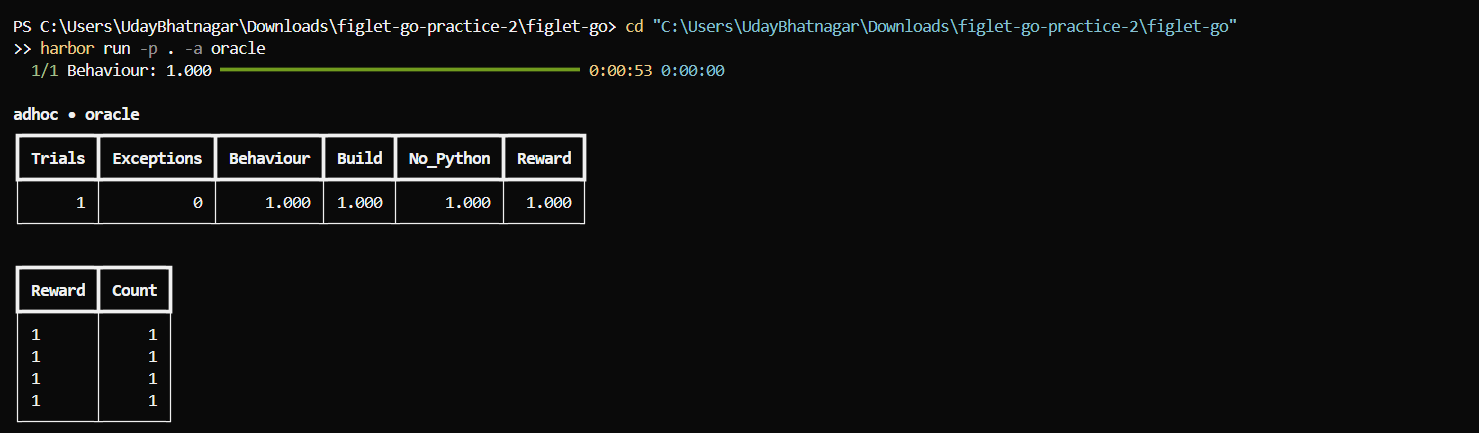 PS C:\Users\UdayBhatnagar\Downloads\figlet-go-practice-2\figlet-go> cd "C:\Users\UdayBhatnagar\Downloads\figlet-go-practice-2\figlet-go"
>> harbor run -p . -a oracle
1/1 Behaviour: 1.000 0:00:53 0:00:00
adhoc • oracle
Trials Exceptions Behaviour Build No_Python Reward
1 0 1.000 1.000 1.000 1.000
Reward Count
1 1
1 1
1 1
1 1